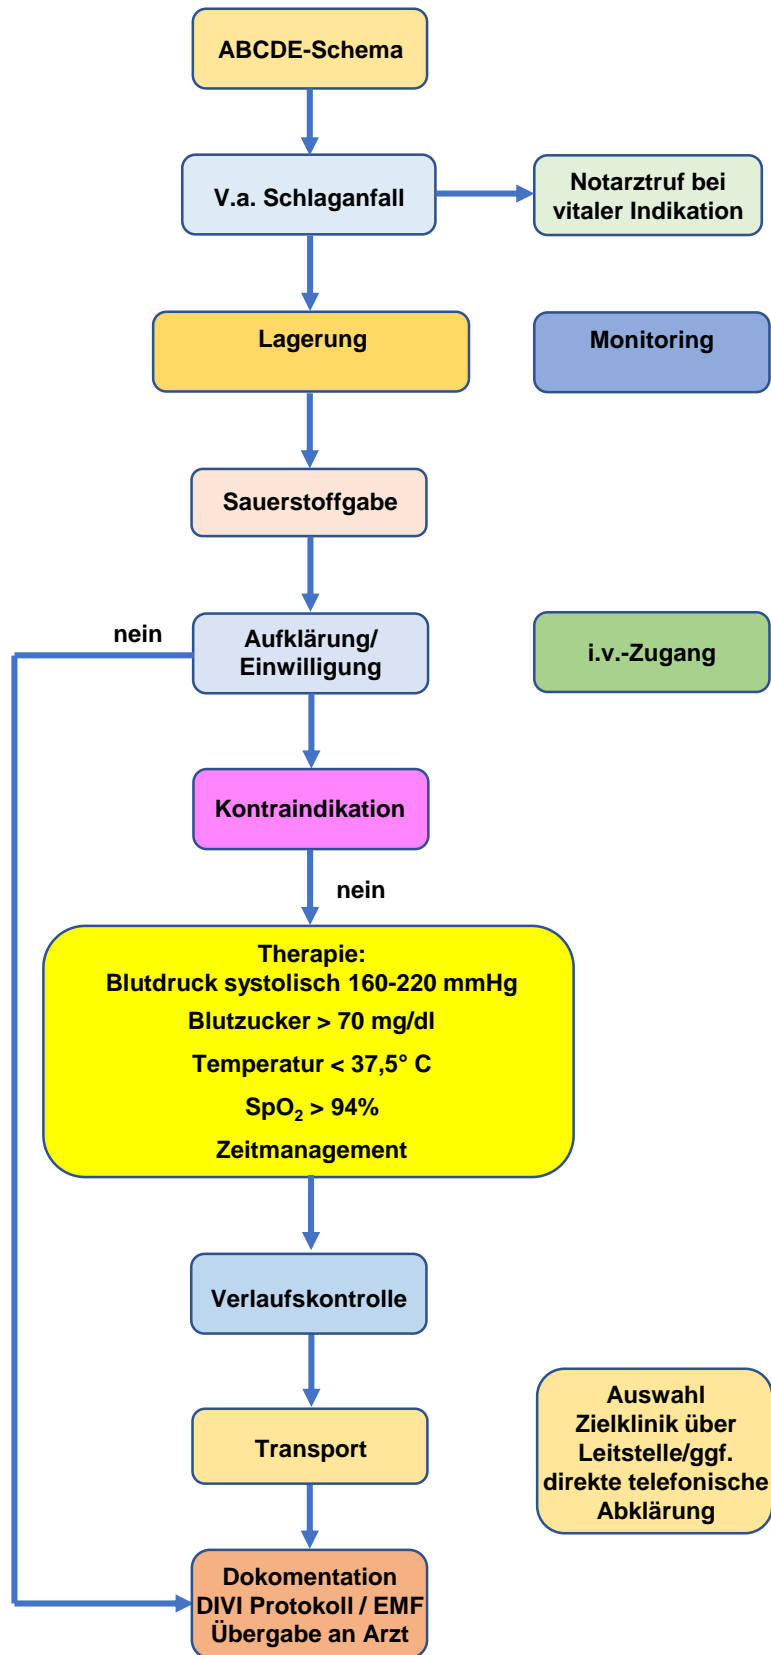 ABCDE-Schema
V.a. Schlaganfall
Notarztruf bei
vitaler Indikation
Lagerung
Monitoring
Sauerstoffgabe
nein
Aufklärung/
Einwilligung
i.v.-Zugang
Kontraindikation
nein
Therapie:
Blutdruck systolisch 160-220 mmHg
Blutzucker > 70 mg/dl
Temperatur < 37,5° C
SpO₂ > 94%
Zeitmanagement
Verlaufskontrolle
Transport
Auswahl
Zielklinik über
Leitstelle/ggf.
direkte telefonische
Abklärung
Dokomentation
DIVI Protokoll / EMF
Übergabe an Arzt